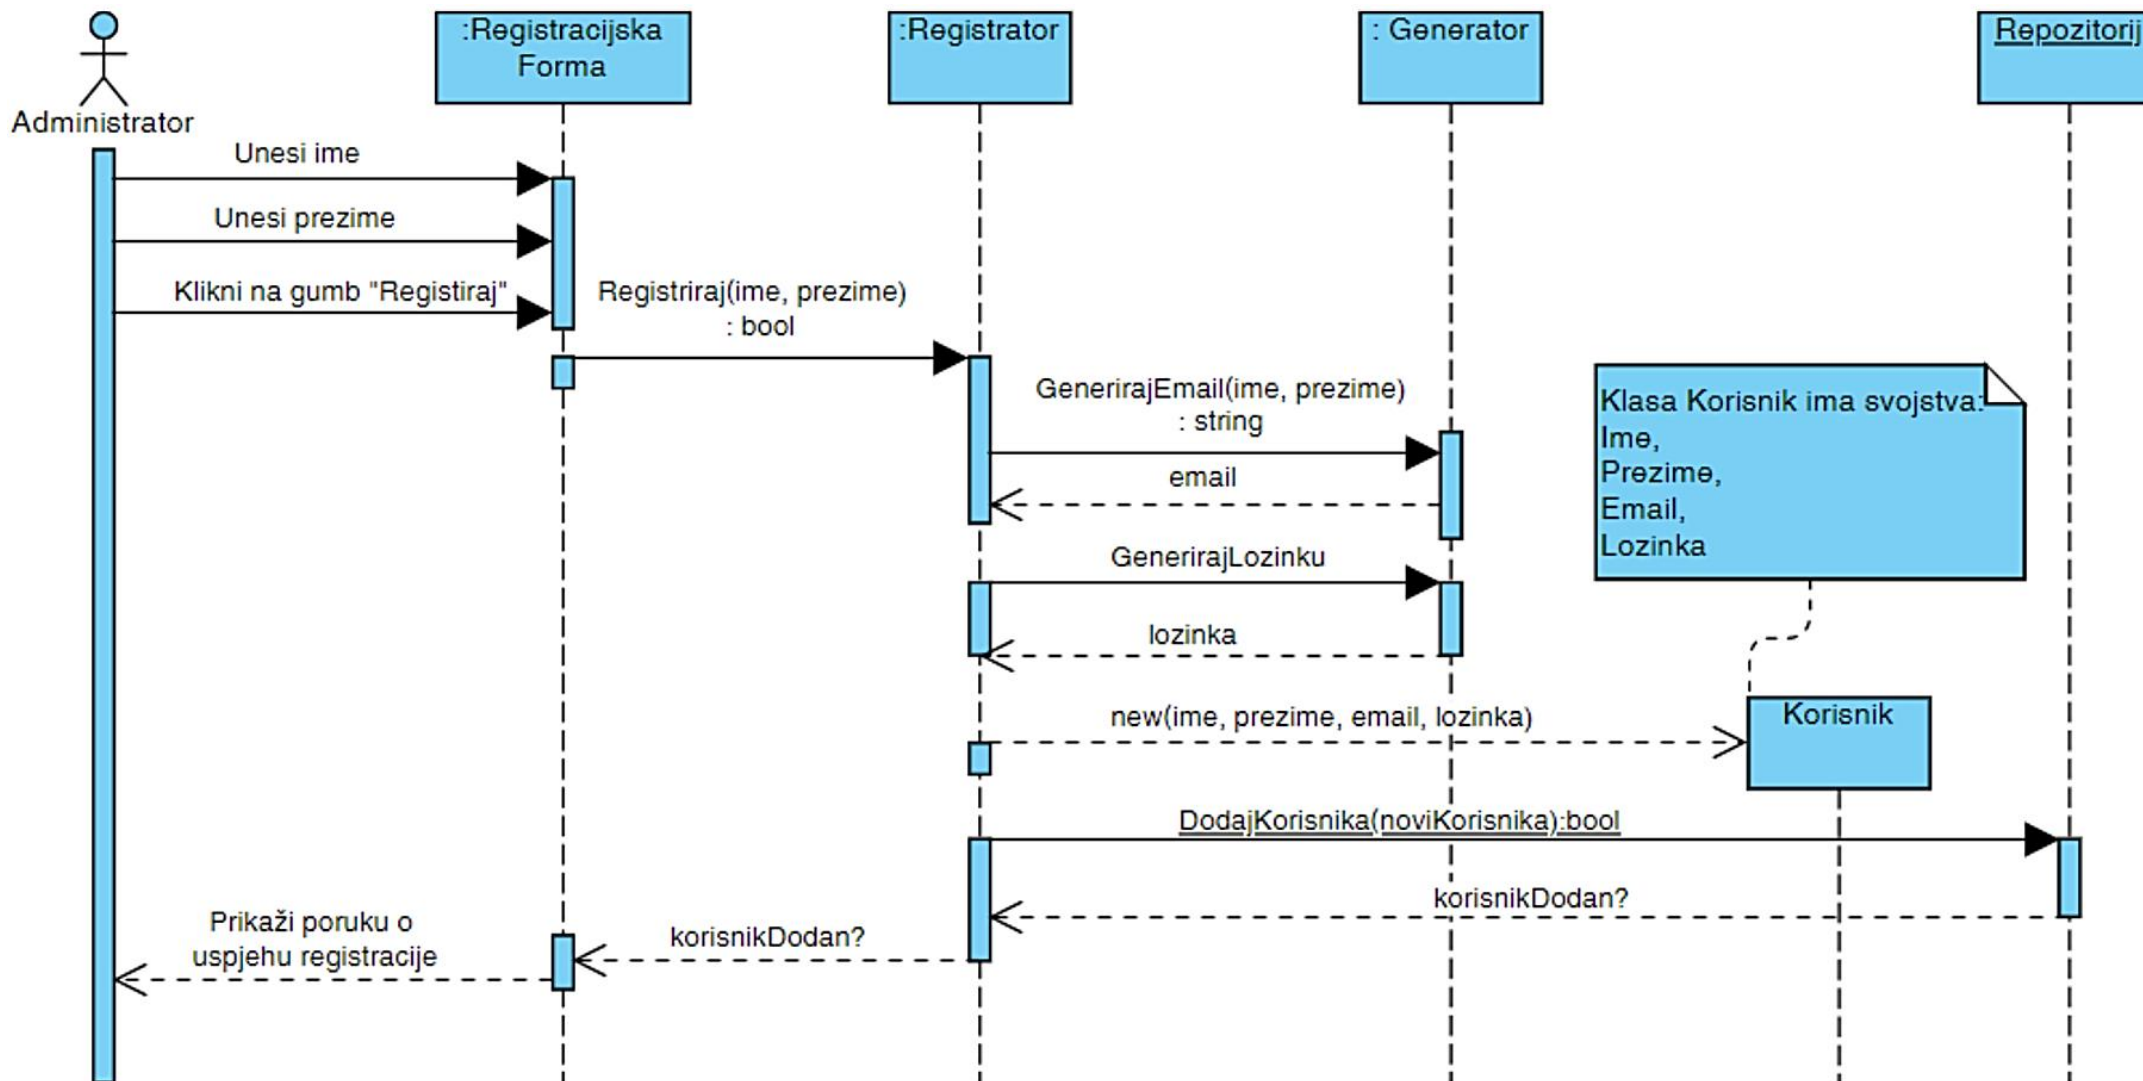 :Registracijska
Forma
:Registrator
: Generator
Repozitorij
Administrator
Unesi ime
Unesi prezime
Klikni na gumb "Registiraj"
Registriraj(ime, prezime)
: bool
GenerirajEmail(ime, prezime)
: string
email
Klasa Korisnik ima svojstva:
Ime,
Prezime,
Email,
Lozinka
GenerirajLozinku
lozinka
new(ime, prezime, email, lozinka)
Korisnik
DodajKorisnika(noviKorisnika):bool
korisnikDodan?
korisnikDodan?
Prikaži poruku o
uspjehu registracije